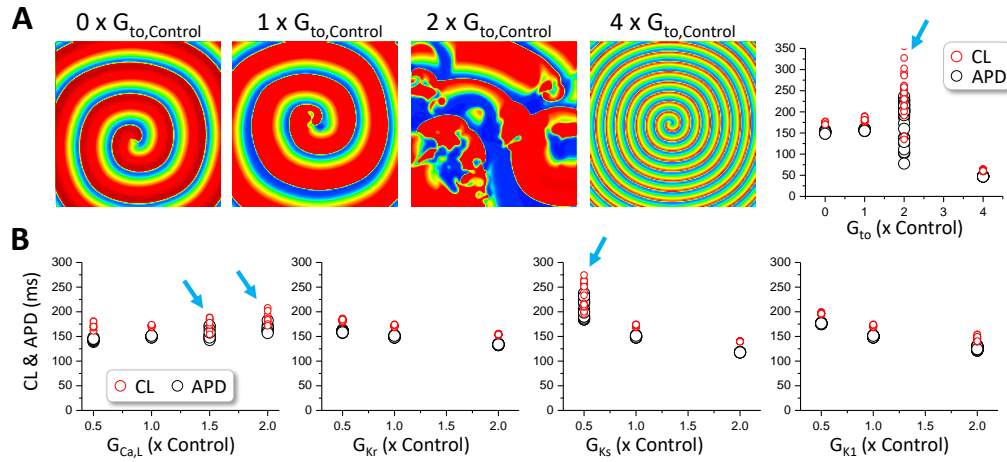 A
0 x Gto,Control
1 x Gto,Control
2 x Gto,Control
4 x Gto,Control
350
300
250
200
150
100
50
0
0 1 2 3 4
Gto (x Control)
CL
APD
B
CL & APD (ms)
300
250
200
150
100
50
0
0.5 1.0 1.5 2.0
GCa,L (x Control)
CL APD
300
250
200
150
100
50
0
0.5 1.0 1.5 2.0
GKr (x Control)
300
250
200
150
100
50
0
0.5 1.0 1.5 2.0
GKs (x Control)
300
250
200
150
100
50
0
0.5 1.0 1.5 2.0
GK1 (x Control)